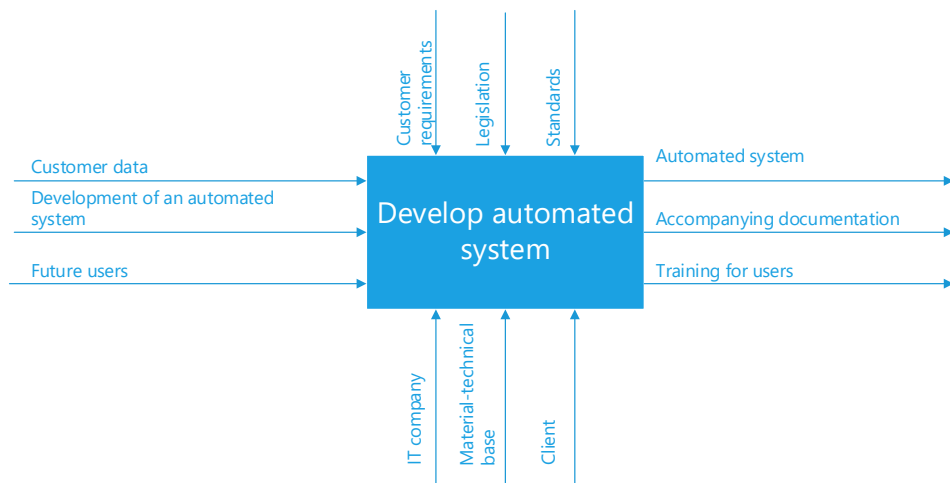 Customer
requirements
Legislation
Standards
Customer data
Development of an automated
system
Future users
Develop automated
system
Automated system
Accompanying documentation
Training for users
IT company
Material-technical
base
Client